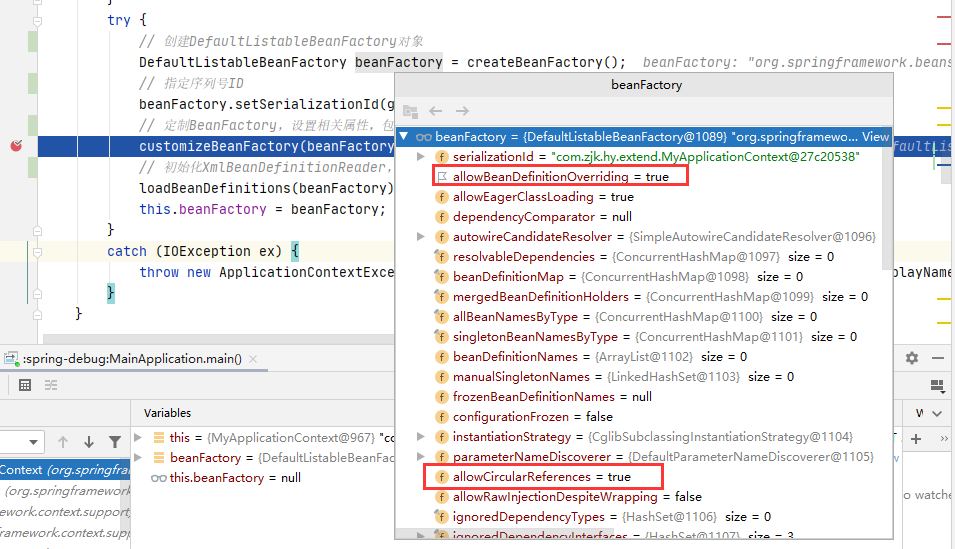 }
try {
// 创建DefaultListableBeanFactory对象
DefaultListableBeanFactory beanFactory = createBeanFactory(); beanFactory: "org.springframework.beans
// 指定序列号ID
beanFactory.setSerializationId(g
// 定制BeanFactory，设置相关属性，包
customizeBeanFactory(beanFactory
// 初始化XmlBeanDefinitionReader，
loadBeanDefinitions(beanFactory)
this.beanFactory = beanFactory;
}
catch (IOException ex) {
throw new ApplicationContextExce
playName
}
}
beanFactory
beanFactory = {DefaultListableBeanFactory@1089} "org.springframewo... View
serializationId = "com.zjk.hy.extend.MyApplicationContext@27c20538"
allowBeanDefinitionOverriding = true
allowEagerClassLoading = true
dependencyComparator = null
autowireCandidateResolver = {SimpleAutowireCandidateResolver@1096}
resolvableDependencies = {ConcurrentHashMap@1097} size = 0
beanDefinitionMap = {ConcurrentHashMap@1098} size = 0
mergedBeanDefinitionHolders = {ConcurrentHashMap@1099} size = 0
allBeanNamesByType = {ConcurrentHashMap@1100} size = 0
singletonBeanNamesByType = {ConcurrentHashMap@1101} size = 0
beanDefinitionNames = {ArrayList@1102} size = 0
manualSingletonNames = {LinkedHashSet@1103} size = 0
frozenBeanDefinitionNames = null
configurationFrozen = false
instantiationStrategy = {CglibSubclassingInstantiationStrategy@1104}
parameterNameDiscoverer = {DefaultParameterNameDiscoverer@1105}
allowCircularReferences = true
allowRawInjectionDespiteWrapping = false
ignoredDependencyTypes = {HashSet@1106} size = 0
ignoredDependencyInterfaces = {HashSet@1107} size = 3
:spring-debug:MainApplication.main()
Variables
this = {MyApplicationContext@967} "co
beanFactory = {DefaultListableBeanFac
this.beanFactory = null
Context (org.springfram
(org.springframework.
work.context.support
framework.context.sup
ework.context.supp
o watche